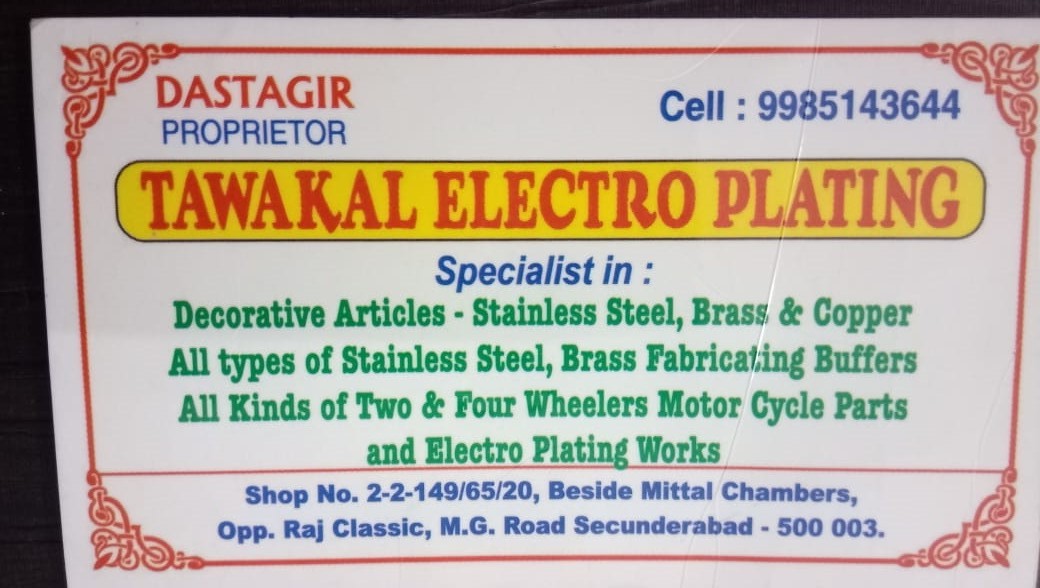 DASTAGIR
PROPRIETOR
Cell : 9985143644
TAWAKAL ELECTRO PLATING
Specialist in :
Decorative Articles - Stainless Steel, Brass & Copper
All types of Stainless Steel, Brass Fabricating Buffers
All Kinds of Two & Four Wheelers Motor Cycle Parts
and Electro Plating Works
Shop No. 2-2-149/65/20, Beside Mittal Chambers,
Opp. Raj Classic, M.G. Road Secunderabad - 500 003.